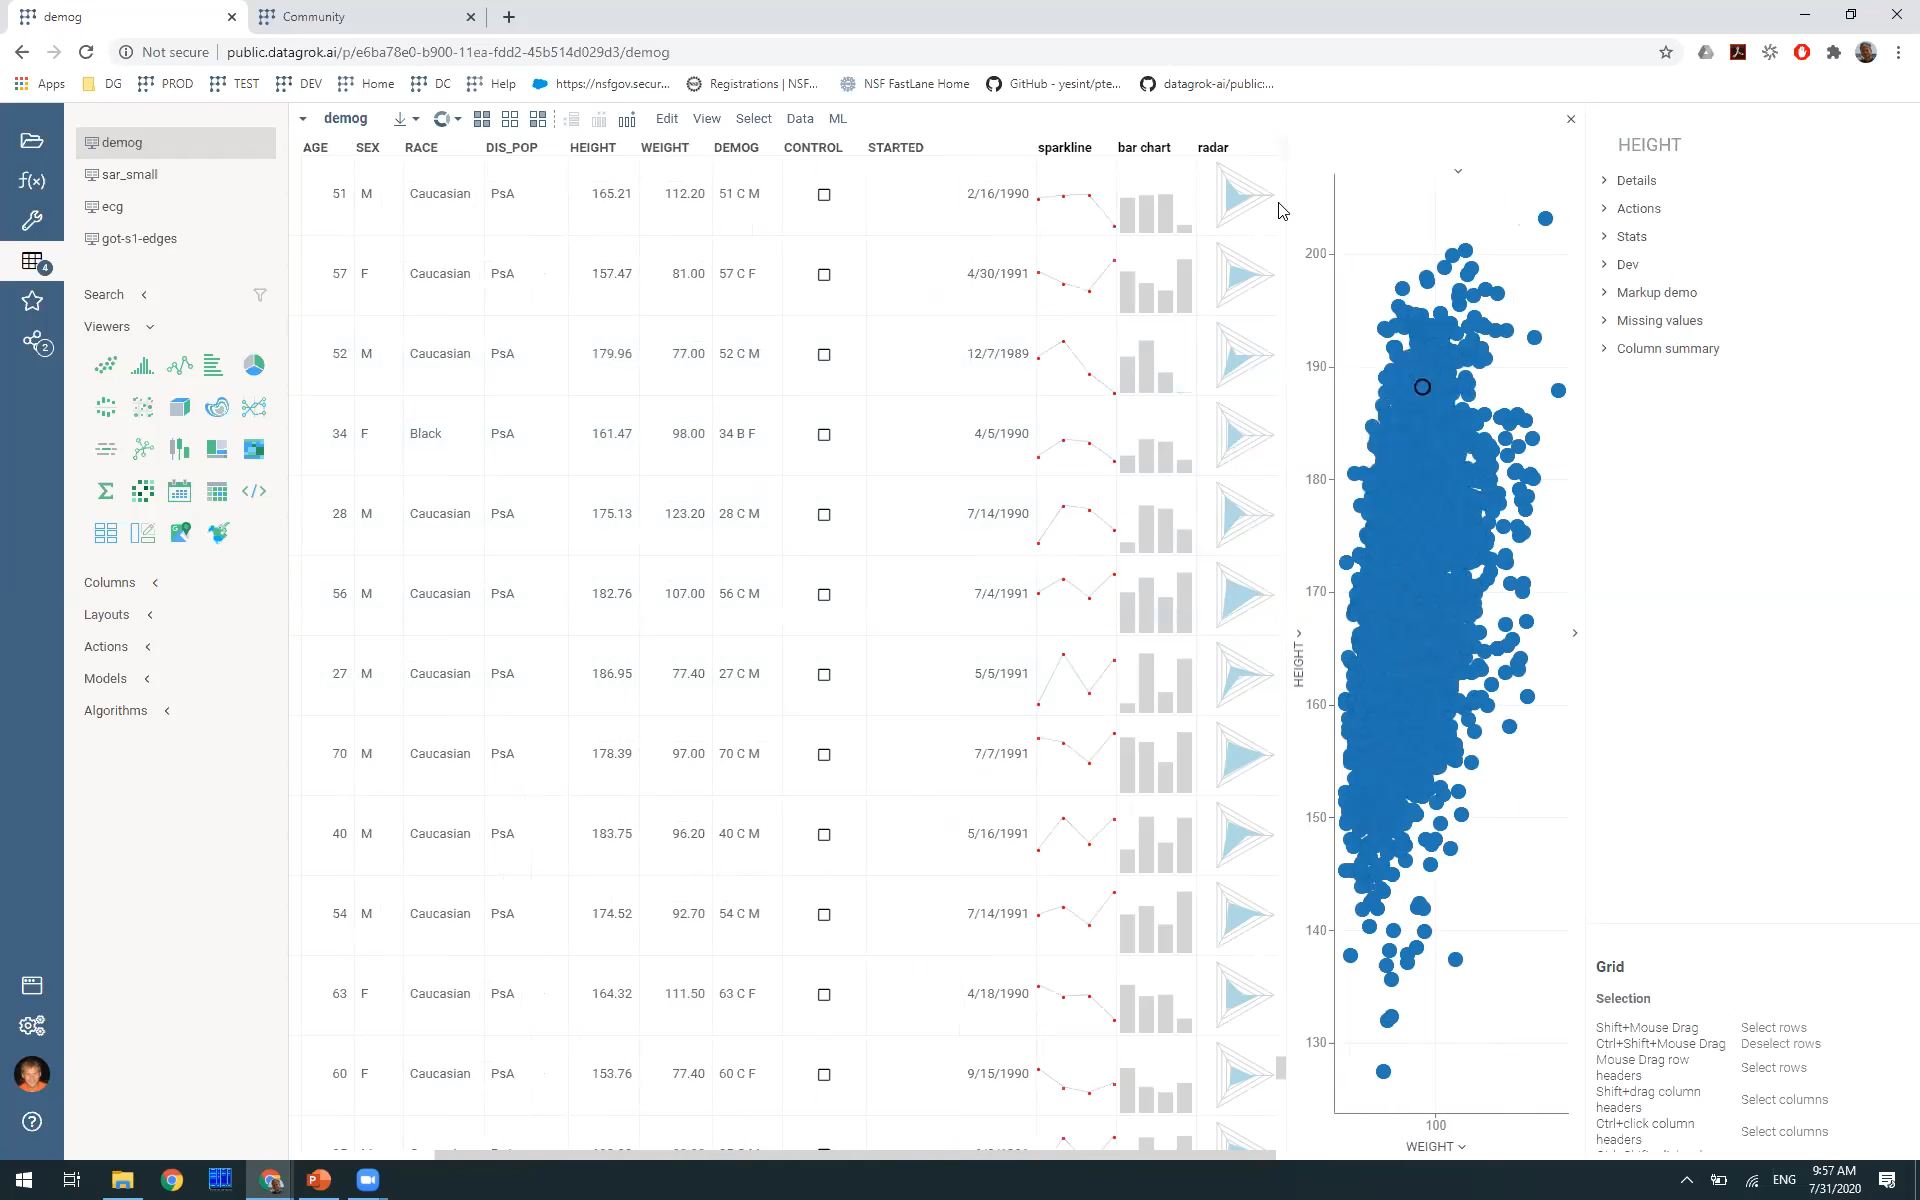 demog
Community
Not secure
public.datagrok.ai/p/e6ba78e0-b900-11ea-fdd2-45b514d029d3/demog
Apps DG PROD TEST DEV Home DC Help https://nsfgov.secur... Registrations | NSF... NSF FastLane Home GitHub - yesint/pte... datagrok-ai/public:...
demog
sar_small
ecg
got-s1-edges
4
2
Search
Viewers
Columns
Layouts
Actions
Models
Algorithms
demog Edit View Select Data ML
AGE SEX RACE DIS_POP HEIGHT WEIGHT DEMOG CONTROL STARTED sparkline bar chart radar
51 M Caucasian PsA 165.21 112.20 51 C M 2/16/1990
57 F Caucasian PsA 157.47 81.00 57 C F 4/30/1991
52 M Caucasian PsA 179.96 77.00 52 C M 12/7/1989
34 F Black PsA 161.47 98.00 34 B F 4/5/1990
28 M Caucasian PsA 175.13 123.20 28 C M 7/14/1990
56 M Caucasian PsA 182.76 107.00 56 C M 7/4/1991
27 M Caucasian PsA 186.95 77.40 27 C M 5/5/1991
70 M Caucasian PsA 178.39 97.00 70 C M 7/7/1991
40 M Caucasian PsA 183.75 96.20 40 C M 5/16/1991
54 M Caucasian PsA 174.52 92.70 54 C M 7/14/1991
63 F Caucasian PsA 164.32 111.50 63 C F 4/18/1990
60 F Caucasian PsA 153.76 77.40 60 C F 9/15/1990
200
190
180
170
160
150
140
130
HEIGHT
100
WEIGHT
HEIGHT
Details
Actions
Stats
Dev
Markup demo
Missing values
Column summary
Grid
Selection
Shift+Mouse Drag Select rows
Ctrl+Shift+Mouse Drag Deselect rows
Mouse Drag row headers Select rows
Shift+drag column headers Select columns
Ctrl+click column headers Select columns
ENG
9:57 AM
7/31/2020